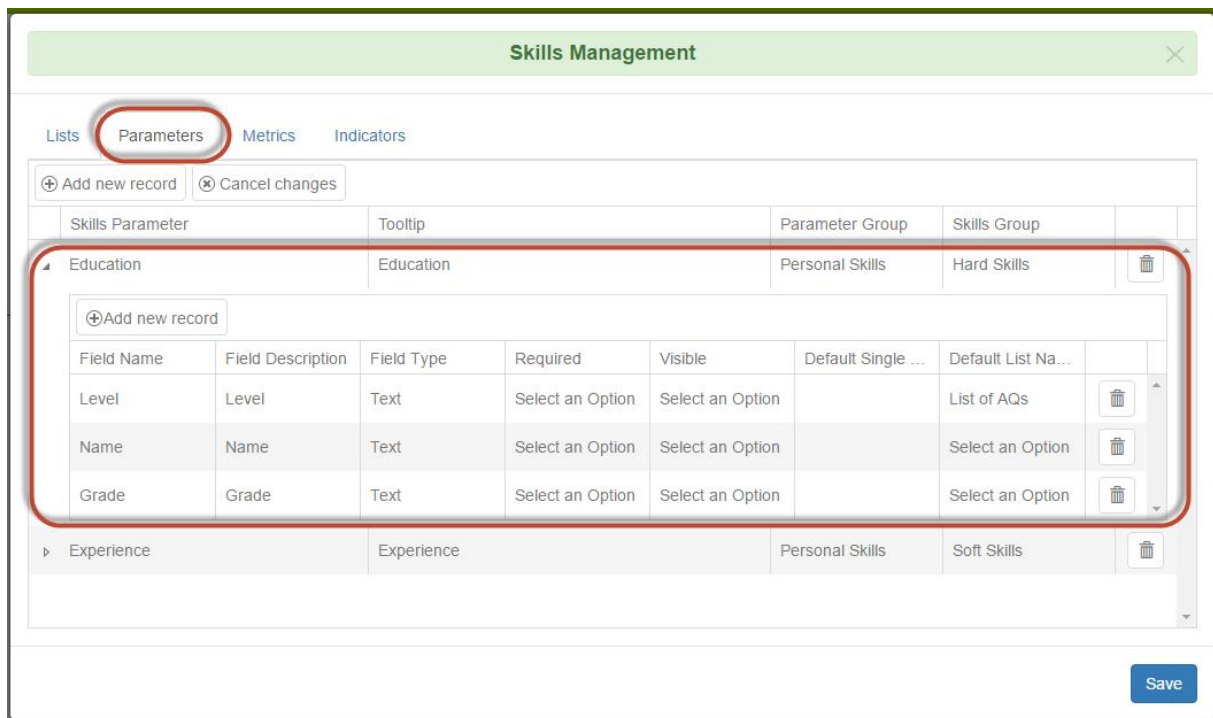 Skills Management
Lists Parameters Metrics Indicators
Add new record Cancel changes
Skills Parameter Tooltip Parameter Group Skills Group
Education Education Personal Skills Hard Skills
Add new record
Field Name Field Description Field Type Required Visible Default Single ... Default List Na...
Level Level Text Select an Option Select an Option List of AQs
Name Name Text Select an Option Select an Option Select an Option
Grade Grade Text Select an Option Select an Option Select an Option
Experience Experience Personal Skills Soft Skills
Save